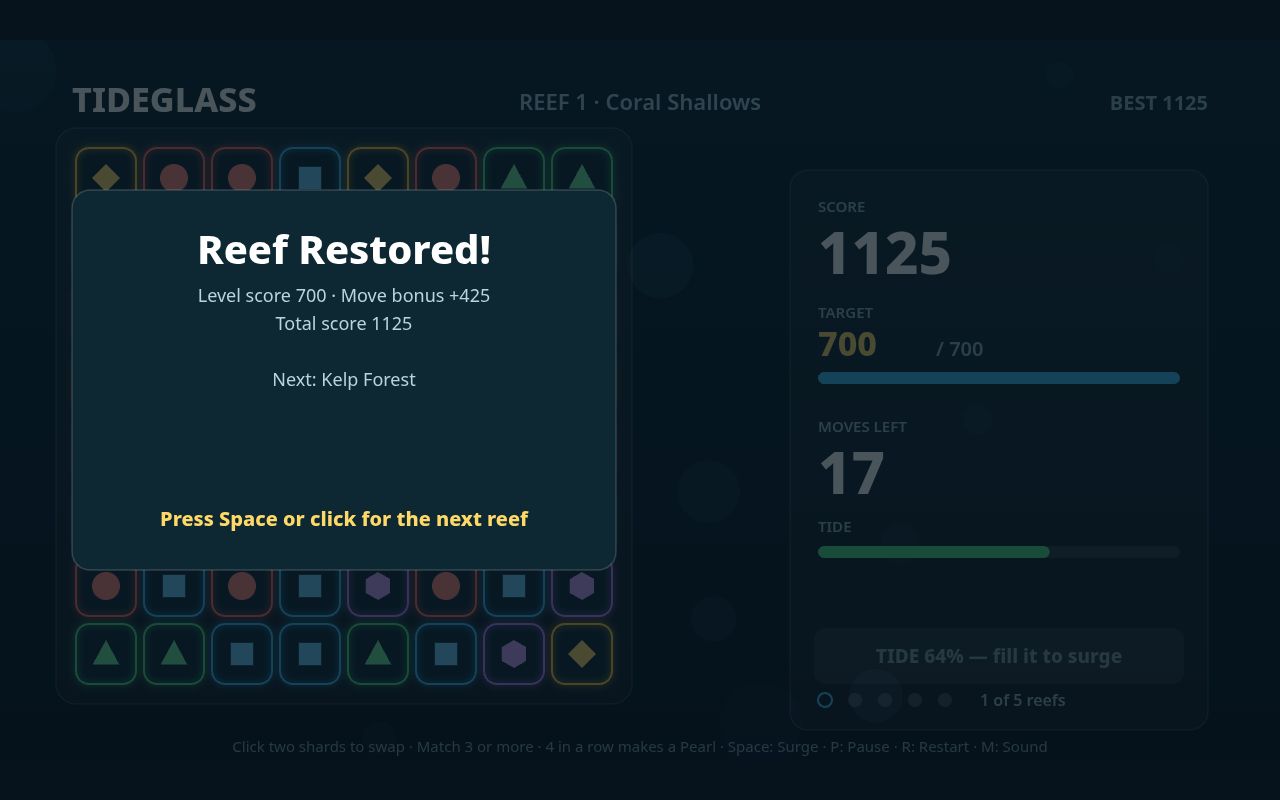 TIDEGLASS
REEF 1 · Coral Shallows
BEST 1125
Reef Restored!
Level score 700 · Move bonus +425
Total score 1125
Next: Kelp Forest
Press Space or click for the next reef
SCORE
1125
TARGET
700 / 700
MOVES LEFT
17
TIDE
TIDE 64% — fill it to surge
1 of 5 reefs
Click two shards to swap · Match 3 or more · 4 in a row makes a Pearl · Space: Surge · P: Pause · R: Restart · M: Sound